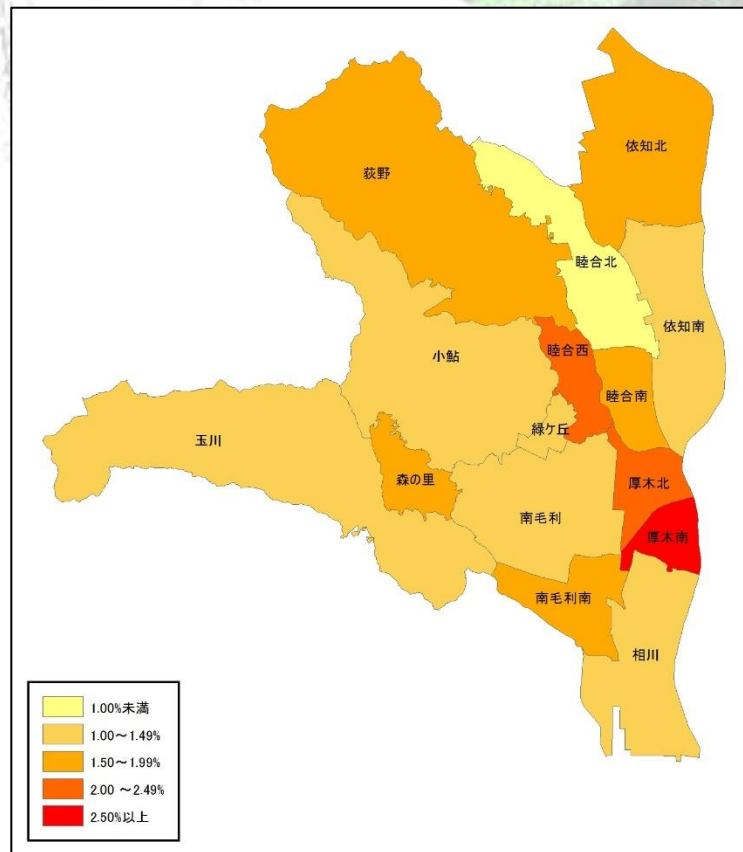 依知北
荻野
睦合北
依知南
睦合西
小鮎
睦合南
緑ケ丘
玉川
森の里
厚木北
南毛利
厚木南
南毛利南
相川
1.00%未満
1.00～1.49%
1.50～1.99%
2.00 ～2.49%
2.50%以上